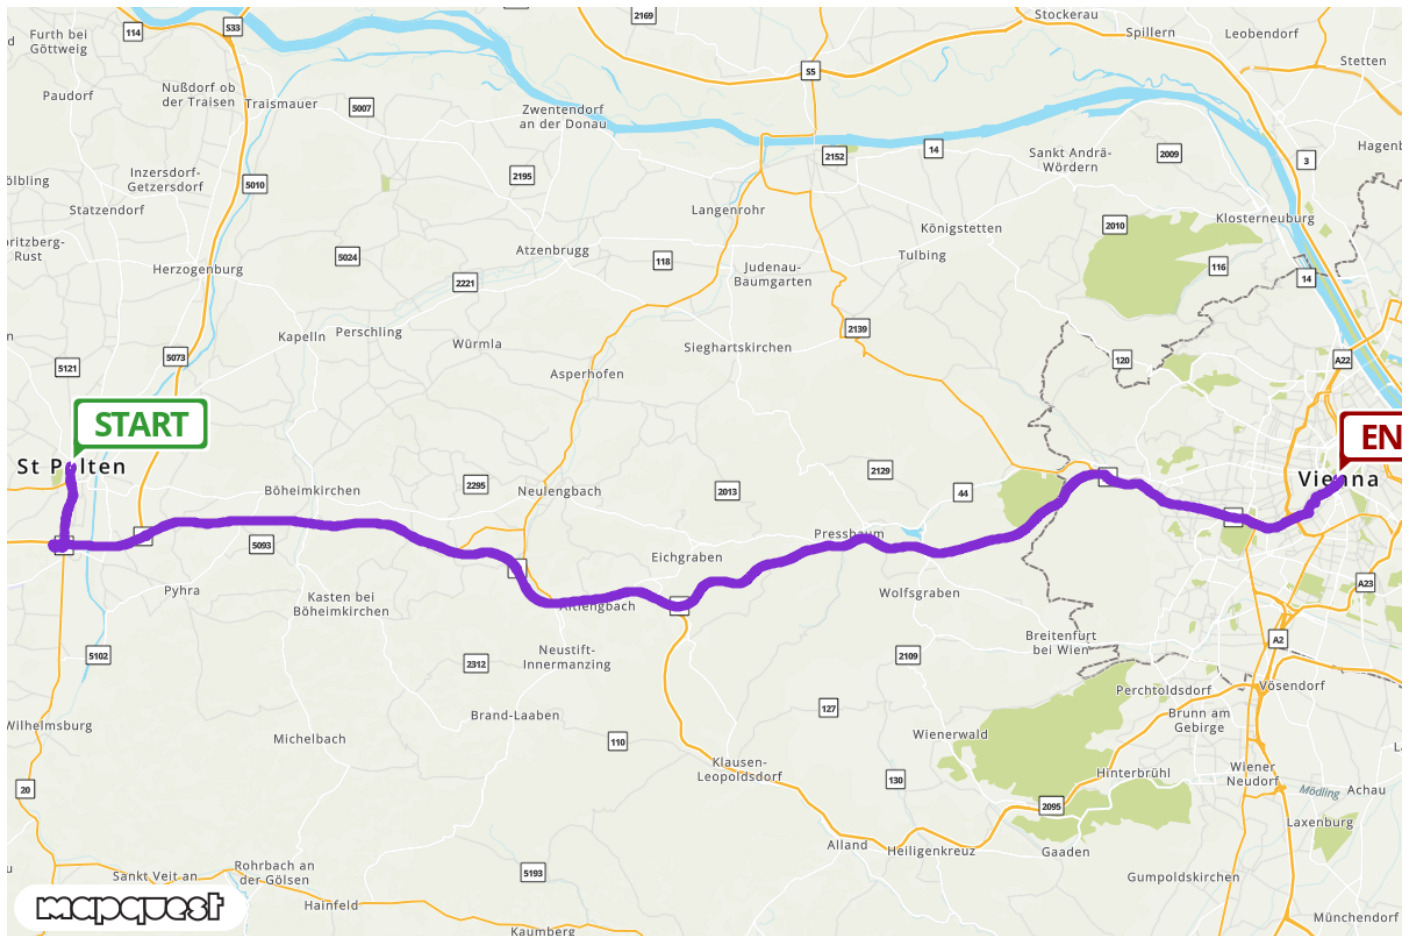 Furth bei
Göttweig
114
S33
2169
Stockerau
Spillern
Leobendorf
Stetten
S5
Paudorf
Nußdorf ob
der Traisen
Traismauer
5007
Zwentendorf
an der Donau
2152
14
Sankt Andrä-
Wördern
2009
3
Hagenb
ölbling
Inzersdorf-
Getzersdorf
5010
2195
Statzendorf
Langenrohr
Königstetten
2010
Klosterneuburg
oritzberg-
Rust
Herzogenburg
5024
Atzenbrugg
118
Judenau-
Baumgarten
Tulbing
116
14
2221
n
Kapelln
Perschling
Würmla
Sieghartskirchen
2139
5121
5073
Asperhofen
120
A22
START
EN
St P lten
Vienna
Böheimkirchen
2295
Neulengbach
2013
2129
44
5093
Pressbaum
Eichgraben
Pyhra
Kasten bei
Böheimkirchen
Altlengbach
Wolfsgraben
A23
5102
2312
Neustift-
Innermanzing
2109
Breitenfurt
bei Wien
A2
Wilhelmsburg
Michelbach
Brand-Laaben
110
127
Perchtoldsdorf
Vösendorf
Brunn am
Gebirge
Wienerwald
Klausen-
Leopoldsdorf
130
Hinterbrühl
Wiener
Neudorf
Mödling
Achau
20
2095
Laxenburg
Alland
Heiligenkreuz
Gaaden
Sankt Veit an
Rohrbach an
der Gölsen
5193
Gumpoldskirchen
mapquest
Hainfeld
Kaumberg
Münchendorf